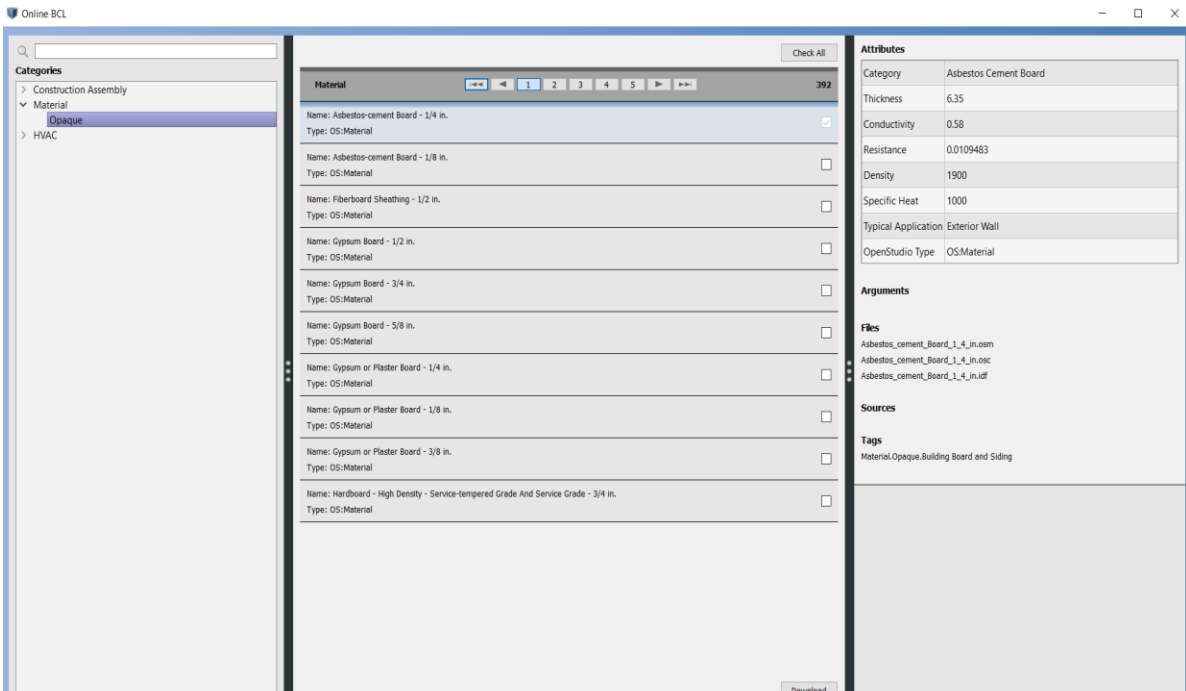 Online BCL
Categories
Construction Assembly
Material
Opaque
HVAC
Check All
Material 1 2 3 4 5 392
Name: Asbestos-cement Board - 1/4 in.
Type: OS:Material
Name: Asbestos-cement Board - 1/8 in.
Type: OS:Material
Name: Fiberboard Sheathing - 1/2 in.
Type: OS:Material
Name: Gypsum Board - 1/2 in.
Type: OS:Material
Name: Gypsum Board - 3/4 in.
Type: OS:Material
Name: Gypsum Board - 5/8 in.
Type: OS:Material
Name: Gypsum or Plaster Board - 1/4 in.
Type: OS:Material
Name: Gypsum or Plaster Board - 1/8 in.
Type: OS:Material
Name: Gypsum or Plaster Board - 3/8 in.
Type: OS:Material
Name: Hardboard - High Density - Service-tempered Grade And Service Grade - 3/4 in.
Type: OS:Material
Download
Attributes
Category Asbestos Cement Board
Thickness 6.35
Conductivity 0.58
Resistance 0.0109483
Density 1900
Specific Heat 1000
Typical Application Exterior Wall
OpenStudio Type OS:Material
Arguments
Files
Asbestos_cement_Board_1_4_in.osm
Asbestos_cement_Board_1_4_in.osc
Asbestos_cement_Board_1_4_in.idf
Sources
Tags
Material.Opaque.Building Board and Siding